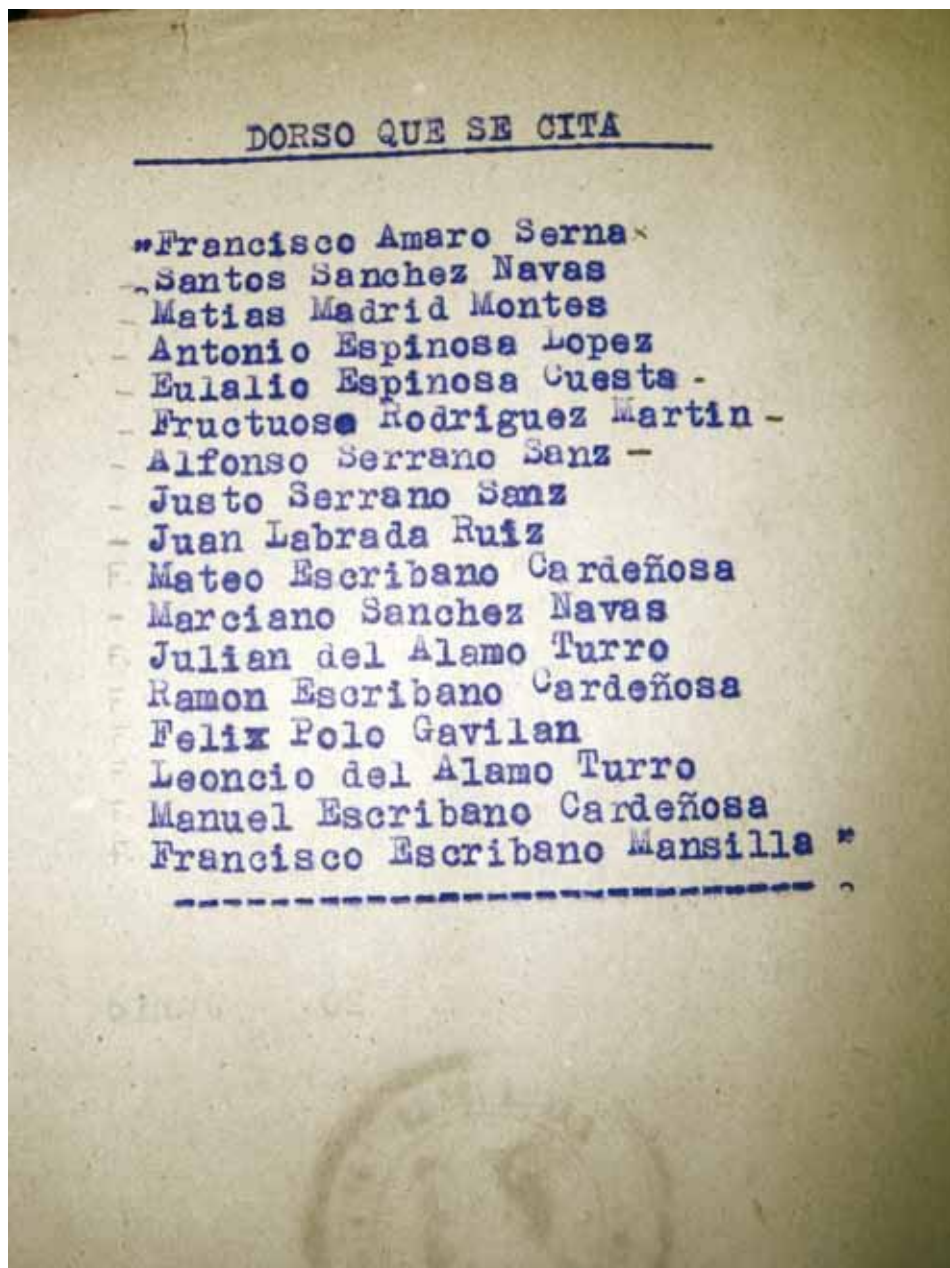 DORSO QUE SE CITA
"Francisco Amaro Serna
Santos Sanchez Navas
- Matias Madrid Montes
- Antonio Espinosa Lopez
- Eulalio Espinosa Cuesta -
- Fructuoso Rodriguez Martin -
- Alfonso Serrano Sanz -
- Justo Serrano Sanz
- Juan Labrada Ruiz
F. Mateo Escribano Cardeñosa
- Marciano Sanchez Navas
F. Julian del Alamo Turro
F. Ramon Escribano Cardeñosa
F. Felix Polo Gavilan
F. Leoncio del Alamo Turro
F. Manuel Escribano Cardeñosa
F. Francisco Escribano Mansilla "